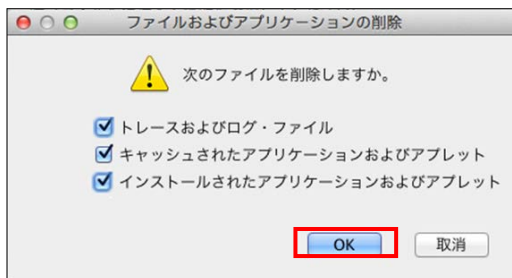 ファイルおよびアプリケーションの削除
次のファイルを削除しますか。
トレースおよびログ・ファイル
キャッシュされたアプリケーションおよびアプレット
インストールされたアプリケーションおよびアプレット
OK 取消